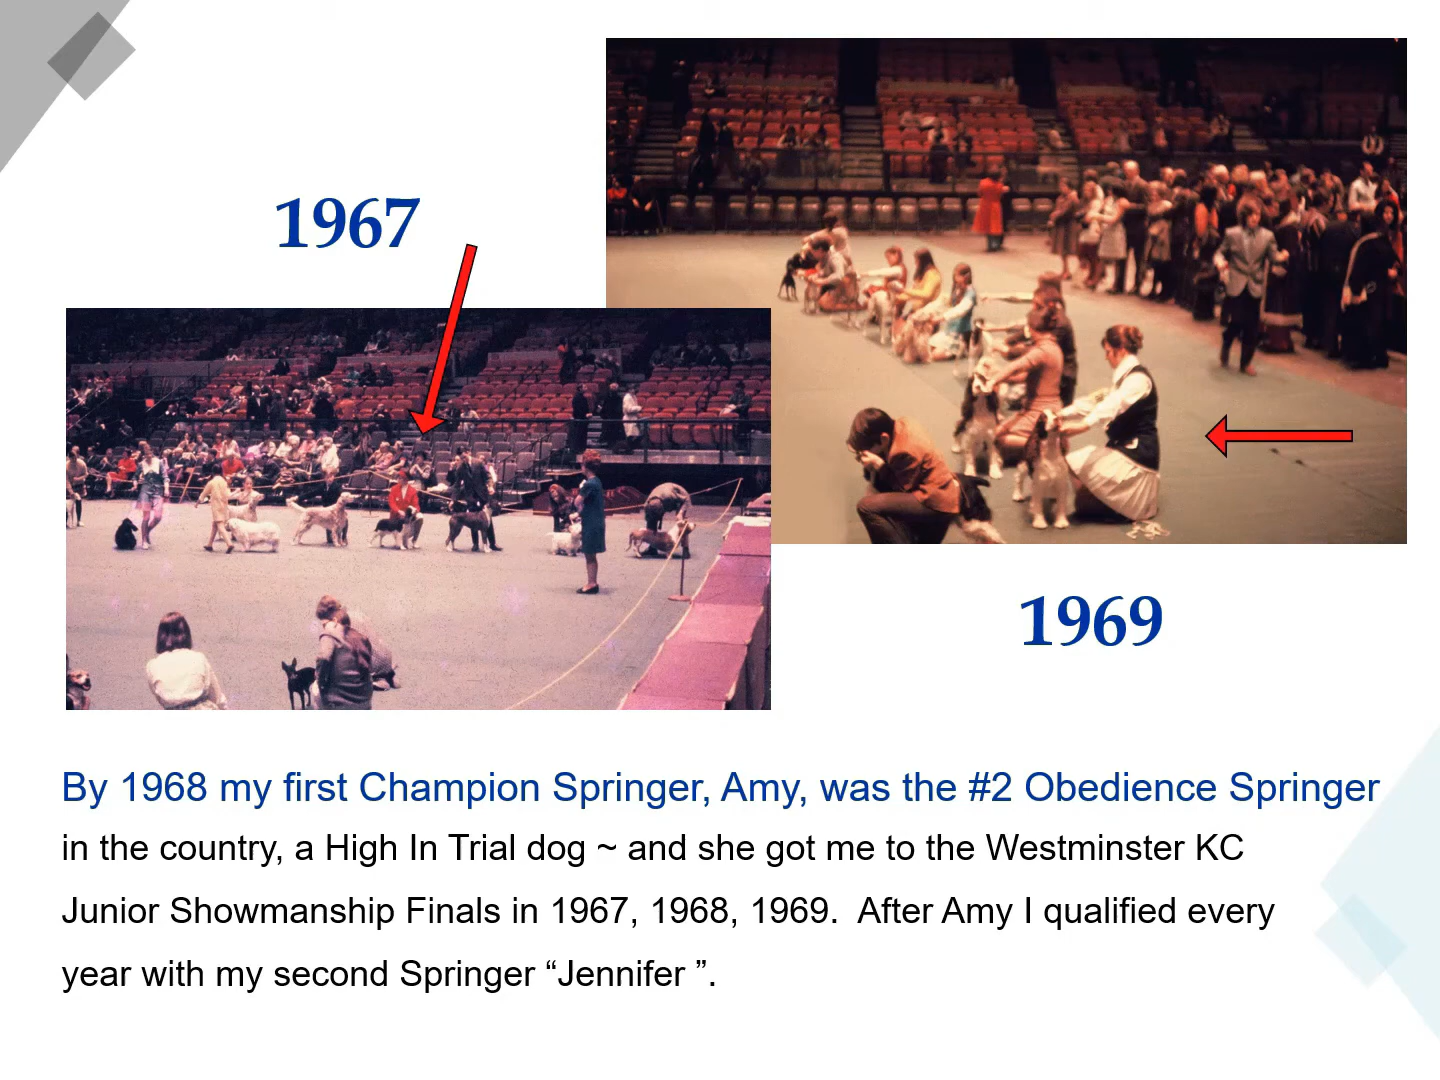 1967
1969
By 1968 my first Champion Springer, Amy, was the #2 Obedience Springer
in the country, a High In Trial dog ~ and she got me to the Westminster KC
Junior Showmanship Finals in 1967, 1968, 1969.  After Amy I qualified every
year with my second Springer “Jennifer ”.